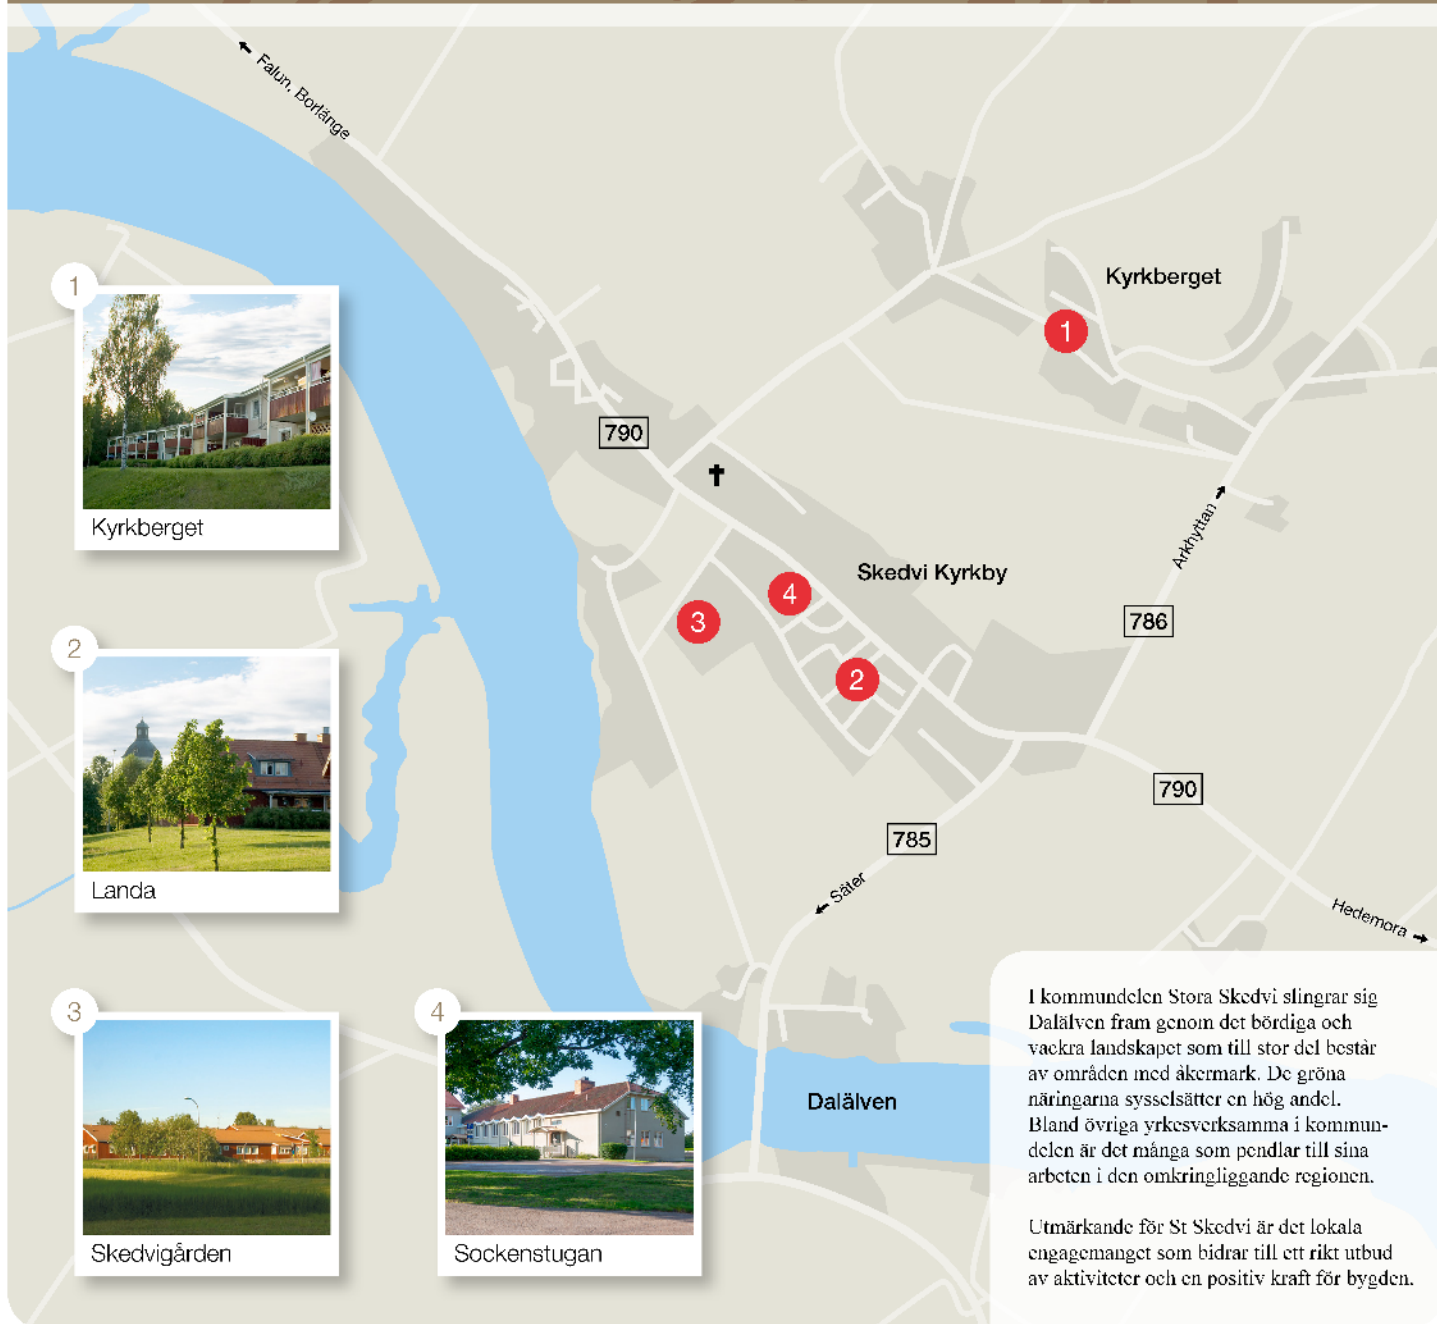 Falun, Borlänge
Kyrkberget
1
1
Kyrkberget
790
Skedvi Kyrkby
Arkhyttan
4
3
786
2
2
Landa
790
785
Säter
Hedemora
3
Skedvigården
4
Sockenstugan
Dalälven
I kommundelen Stora Skedvi slingrar sig
Dalälven fram genom det bördiga och
vackra landskapet som till stor del består
av områden med åkermark. De gröna
näringarna sysselsätter en hög andel.
Bland övriga yrkesverksamma i kommun-
delen är det många som pendlar till sina
arbeten i den omkringliggande regionen.
Utmärkande för St Skedvi är det lokala
engagemanget som bidrar till ett rikt utbud
av aktiviteter och en positiv kraft för bygden.